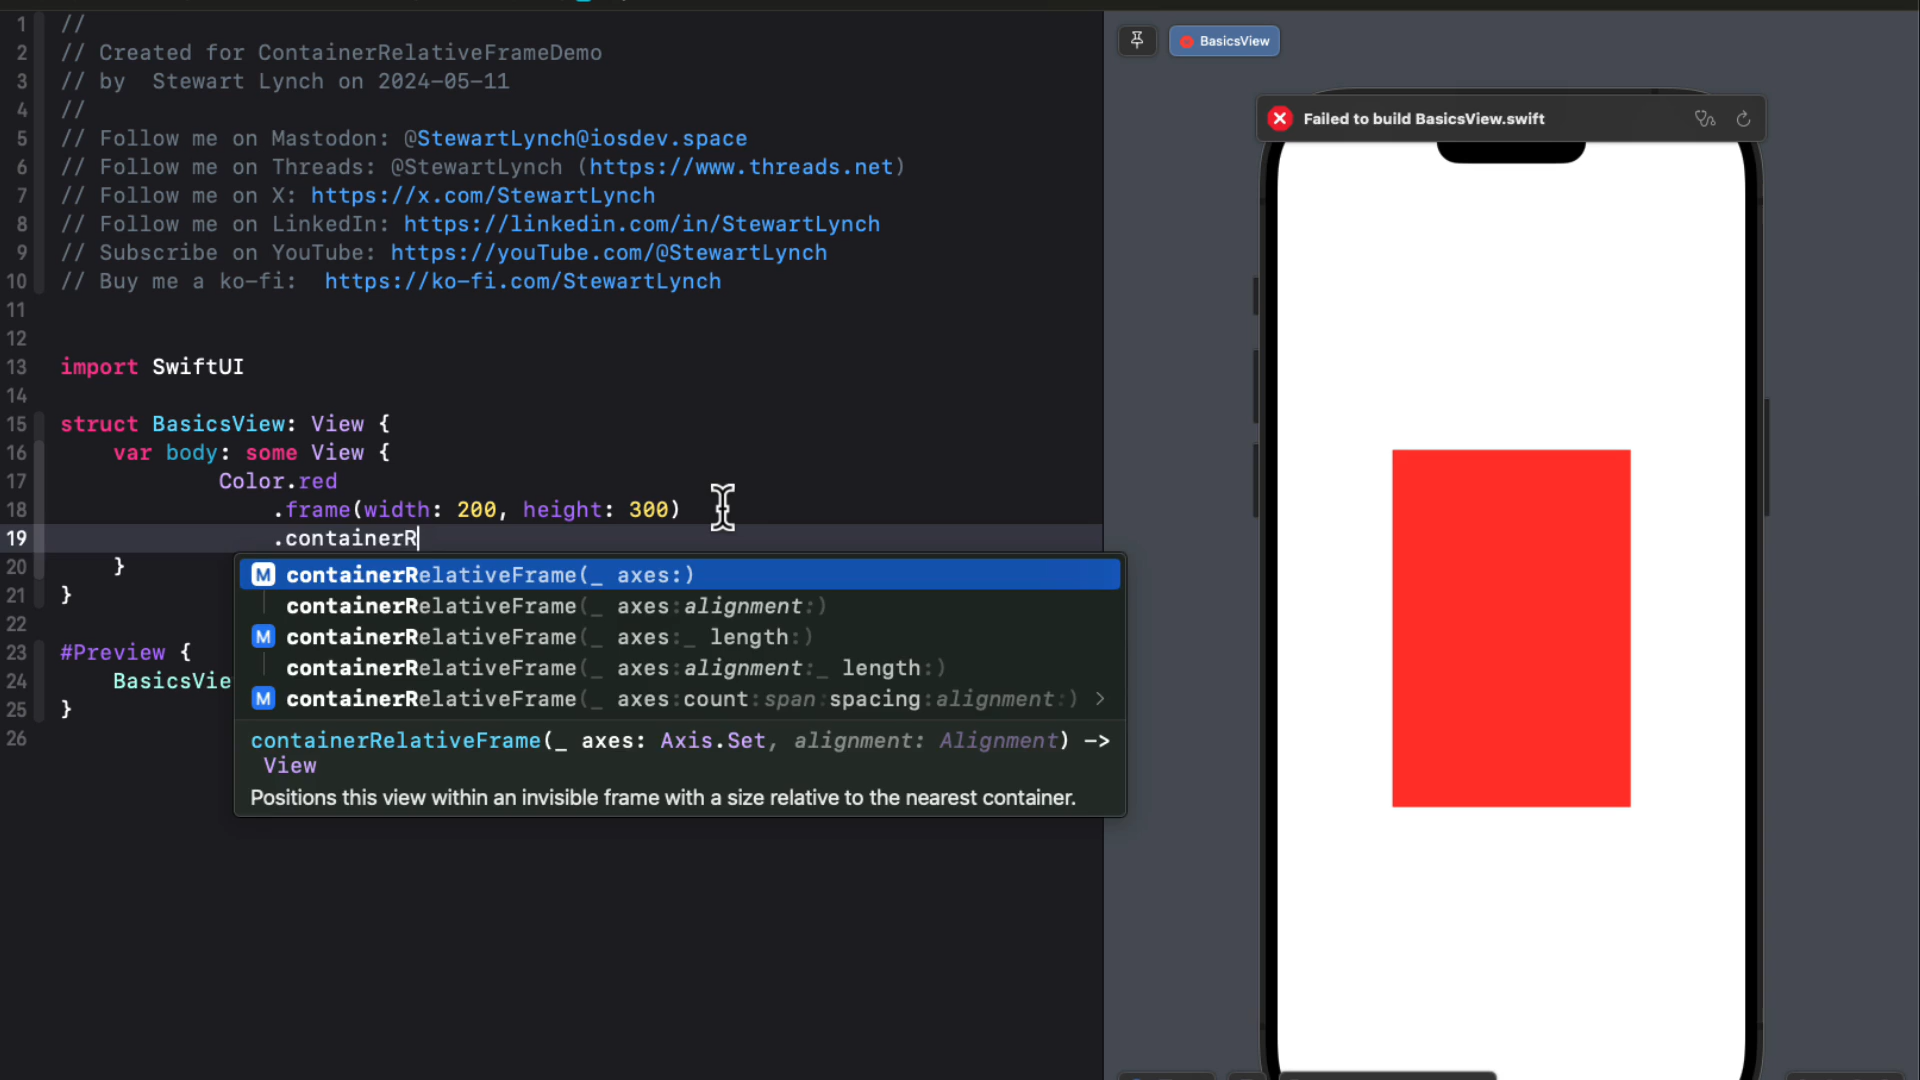 1 //
2 // Created for ContainerRelativeFrameDemo
3 // by  Stewart Lynch on 2024-05-11
4 //
5 // Follow me on Mastodon: @StewartLynch@iosdev.space
6 // Follow me on Threads: @StewartLynch (https://www.threads.net)
7 // Follow me on X: https://x.com/StewartLynch
8 // Follow me on LinkedIn: https://linkedin.com/in/StewartLynch
9 // Subscribe on YouTube: https://youTube.com/@StewartLynch
10 // Buy me a ko-fi:  https://ko-fi.com/StewartLynch
11
12
13 import SwiftUI
14
15 struct BasicsView: View {
16     var body: some View {
17             Color.red
18                 .frame(width: 200, height: 300)
19                 .containerR
20     }
21 }
22
23 #Preview {
24     BasicsVie
25 }
26
M containerRelativeFrame(_ axes:)
containerRelativeFrame(_ axes:alignment:)
M containerRelativeFrame(_ axes:_ length:)
containerRelativeFrame(_ axes:alignment:_ length:)
M containerRelativeFrame(_ axes:count:span:spacing:alignment:) >
containerRelativeFrame(_ axes: Axis.Set, alignment: Alignment) ->
View
Positions this view within an invisible frame with a size relative to the nearest container.
BasicsView
Failed to build BasicsView.swift